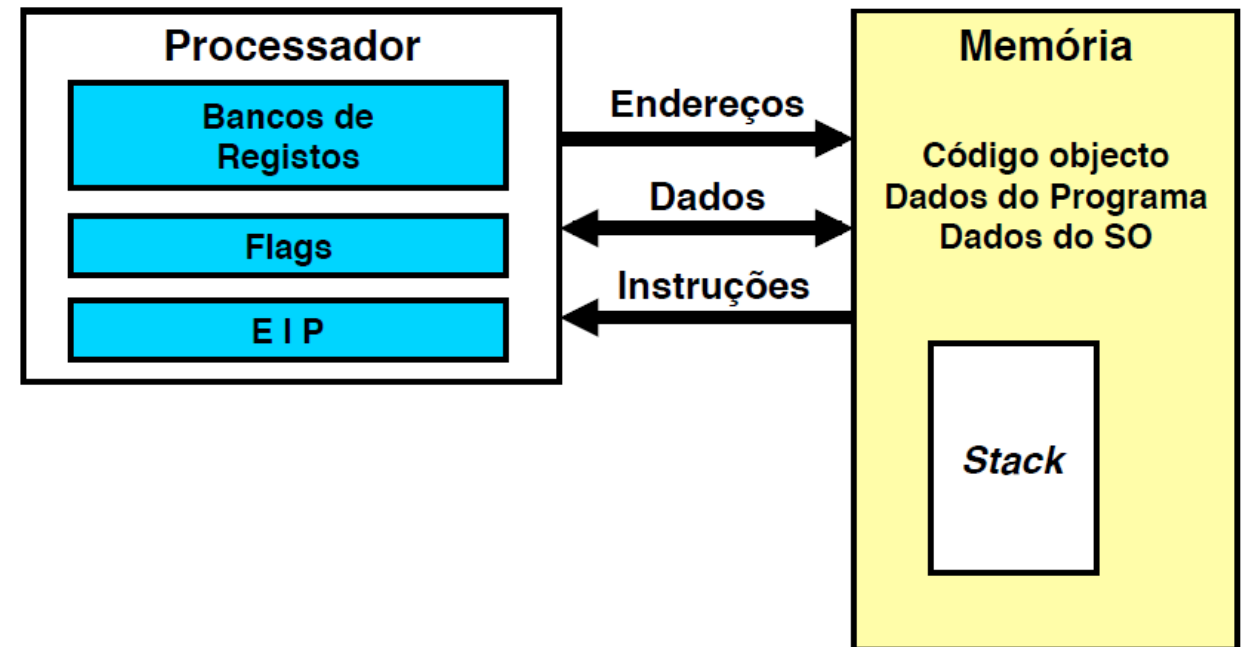 Processador
Bancos de
Registos
Flags
E I P
Endereços
Dados
Instruções
Memória
Código objecto
Dados do Programa
Dados do SO
Stack